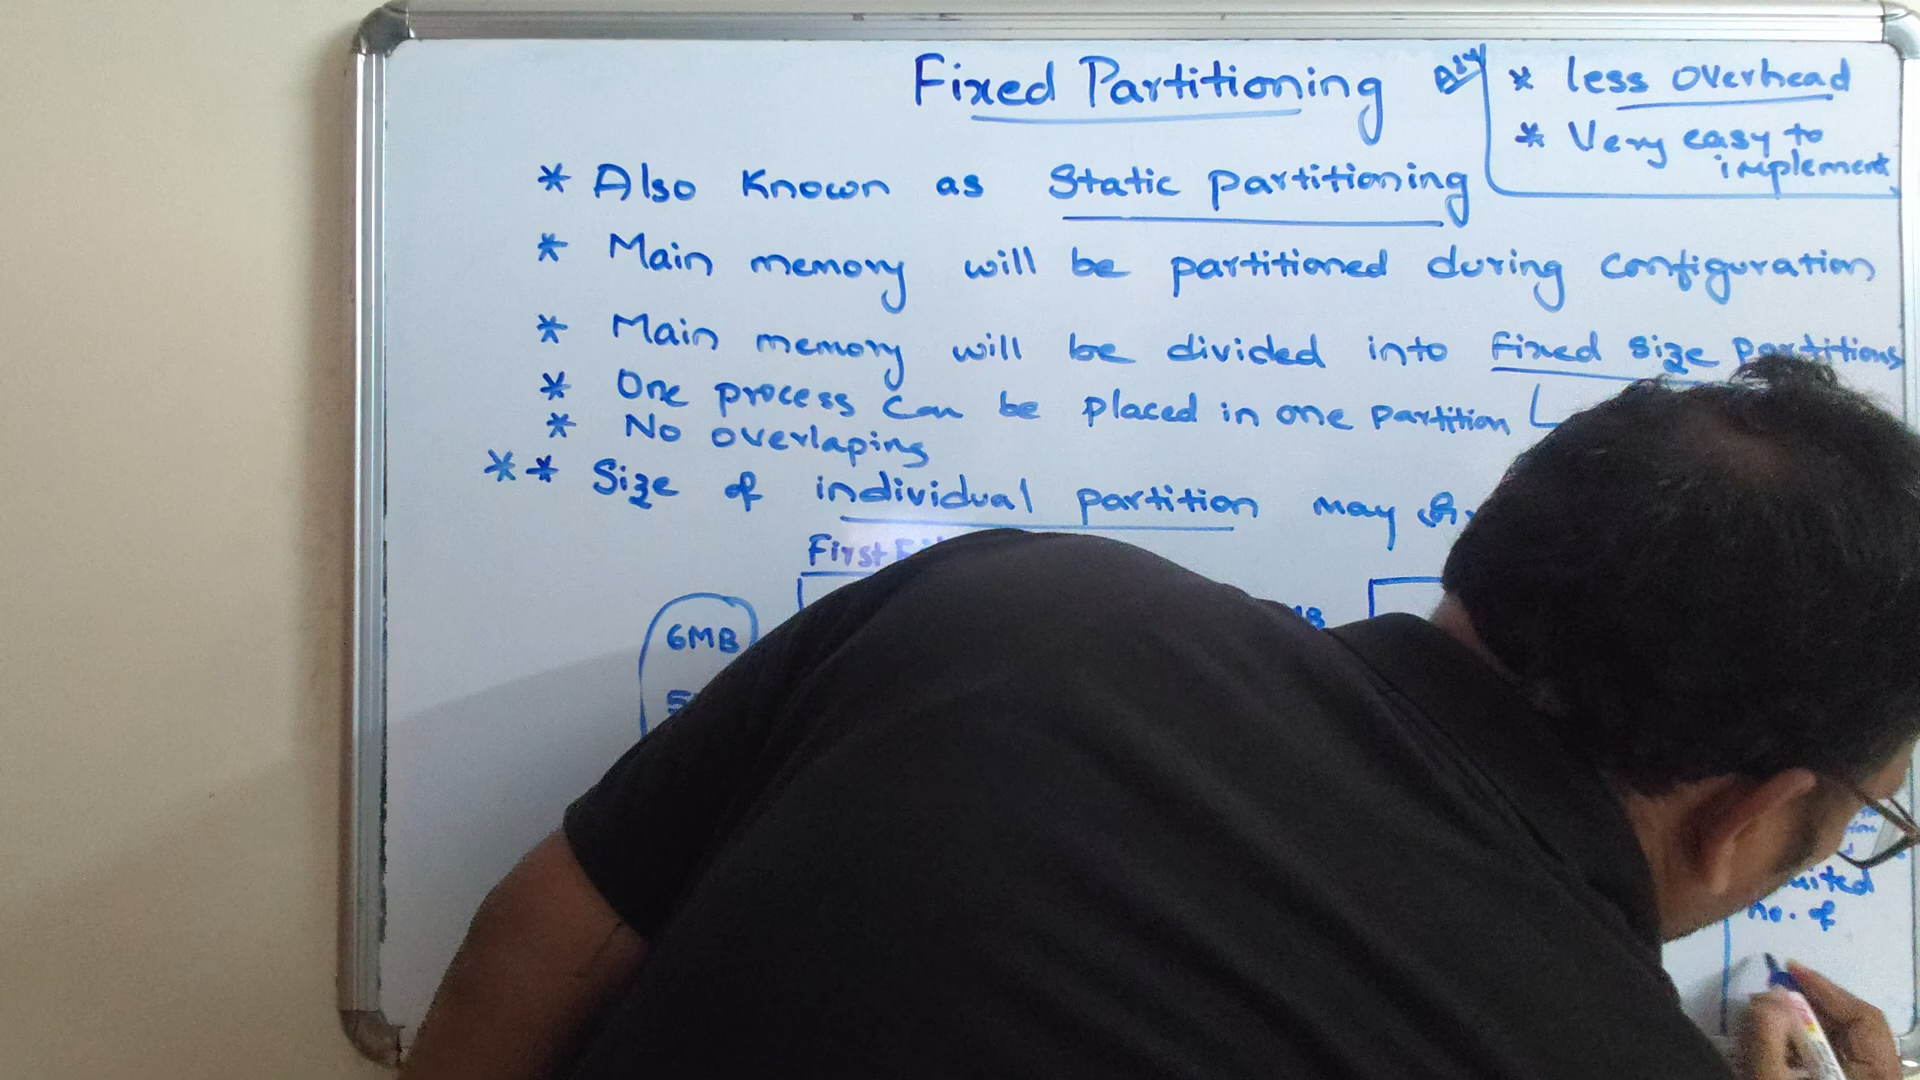 Fixed Partitioning
* less overhead
* Very easy to
implement
* Also Known as Static partitioning
* Main memory will be partitioned during configuration
* Main memory will be divided into fixed size partitions
* One process can be placed in one partition
* No overlaping
** Size of individual partition may
First
6MB
no. of